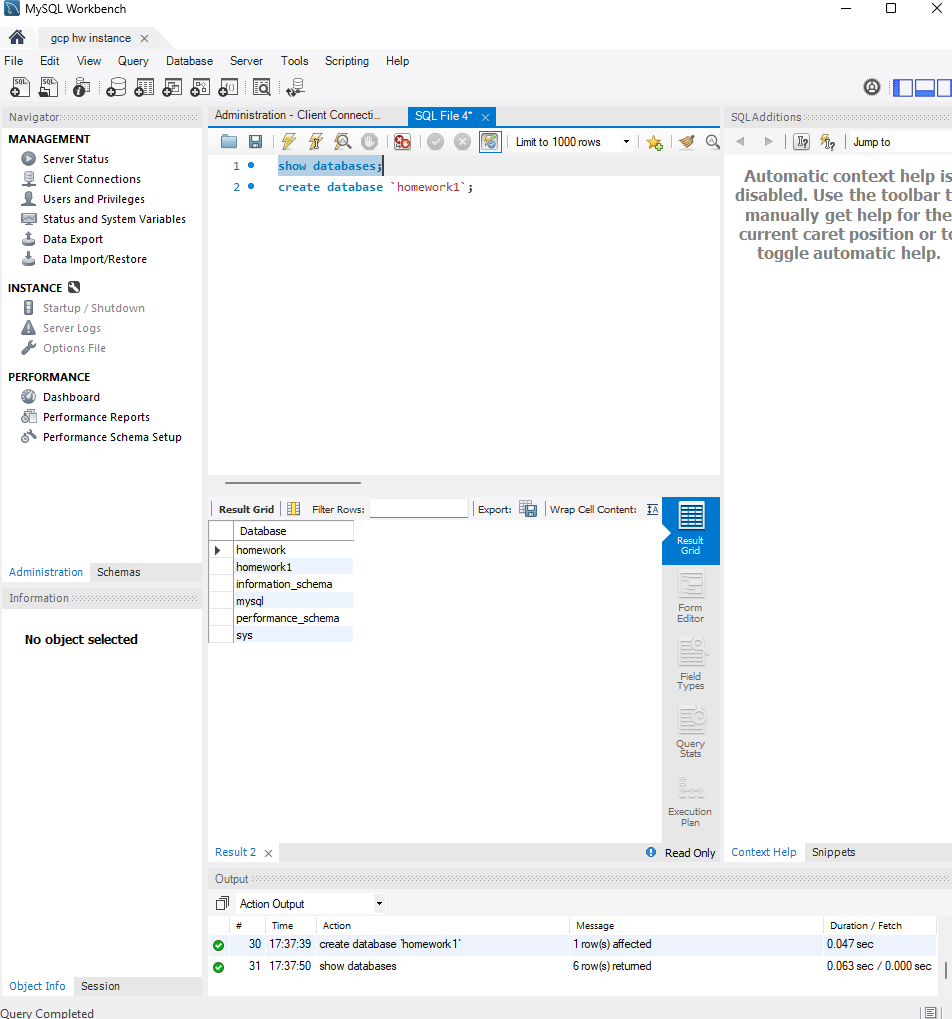 MySQL Workbench
gcp hw instance
File Edit View Query Database Server Tools Scripting Help
Navigator
MANAGEMENT
Server Status
Client Connections
Users and Privileges
Status and System Variables
Data Export
Data Import/Restore
INSTANCE
Startup / Shutdown
Server Logs
Options File
PERFORMANCE
Dashboard
Performance Reports
Performance Schema Setup
Administration Schemas
Information
No object selected
Object Info Session
Administration - Client Connecti... SQL File 4*
Limit to 1000 rows
1 show databases;
2 create database `homework1`;
Result Grid Filter Rows: Export: Wrap Cell Content: IA
Database
homework
homework1
information_schema
mysql
performance_schema
sys
Result
Grid
Form
Editor
Field
Types
Query
Stats
Execution
Plan
Result 2 Read Only
SQLAdditions
Jump to
Automatic context help is
disabled. Use the toolbar t
manually get help for the
current caret position or to
toggle automatic help.
Context Help Snippets
Output
Action Output
# Time Action Message Duration / Fetch
30 17:37:39 create database `homework1` 1 row(s) affected 0.047 sec
31 17:37:50 show databases 6 row(s) returned 0.063 sec / 0.000 sec
Query Completed